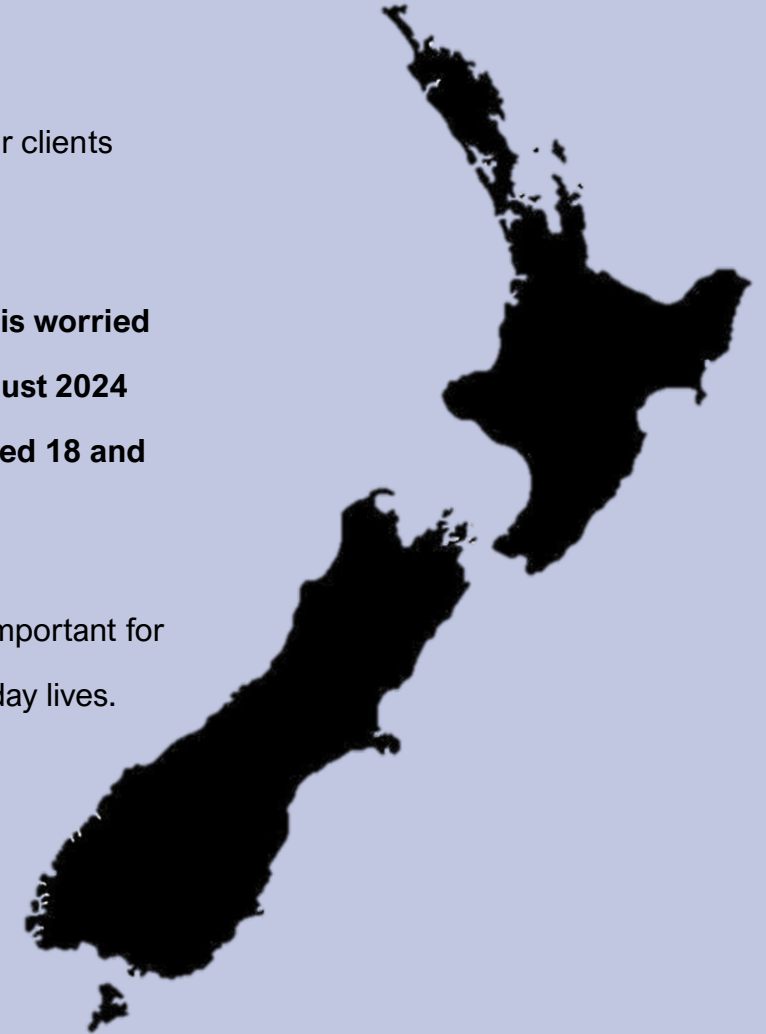 r clients
is worried
ust 2024
ed 18 and
mportant for
day lives.